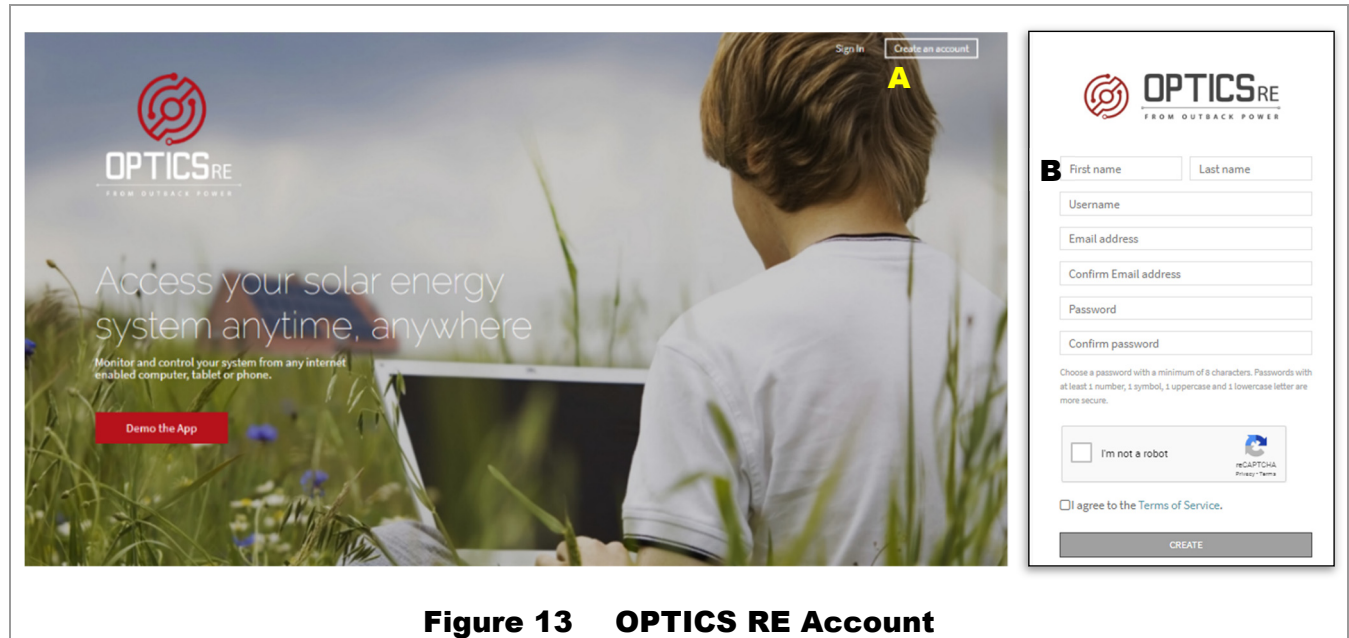 Sign In
Create an account
A
OPTICS RE
FROM OUTBACK POWER
Access your solar energy
system anytime, anywhere
Monitor and control your system from any internet
enabled computer, tablet or phone.
Demo the App
OPTICS RE
FROM OUTBACK POWER
B
First name
Last name
Username
Email address
Confirm Email address
Password
Confirm password
Choose a password with a minimum of 8 characters. Passwords with
at least 1 number, 1 symbol, 1 uppercase and 1 lowercase letter are
more secure.
I'm not a robot
reCAPTCHA
Privacy - Terms
I agree to the Terms of Service.
CREATE
Figure 13 OPTICS RE Account